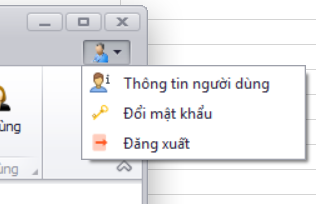 Thông tin người dùng
Đổi mật khẩu
Đăng xuất